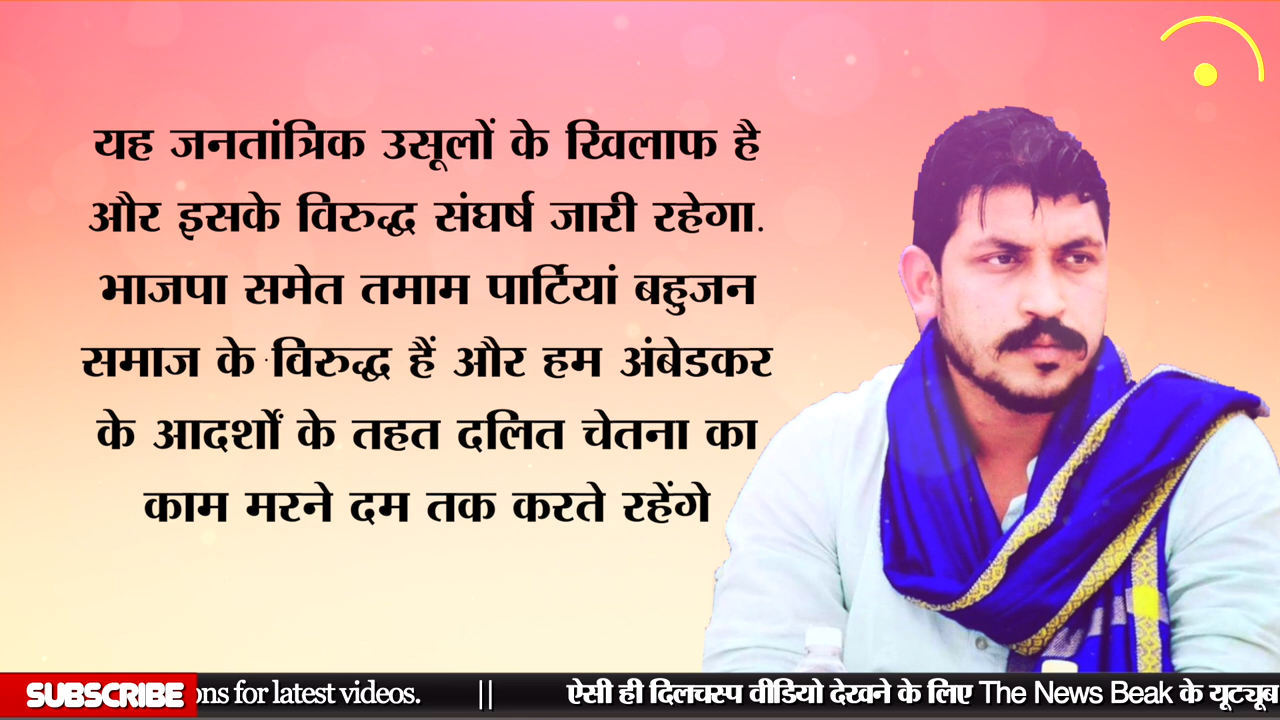 यह जनतांत्रिक उसूलों के खिलाफ है
और इसके विरुद्ध संघर्ष जारी रहेगा.
भाजपा समेत तमाम पार्टियां बहुजन
समाज के विरुद्ध हैं और हम अंबेडकर
के आदर्शों के तहत दलित चेतना का
काम मरने दम तक करते रहेंगे
SUBSCRIBE for latest videos. || ऐसी ही दिलचस्प वीडियो देखने के लिए The News Beak के यूट्यूब